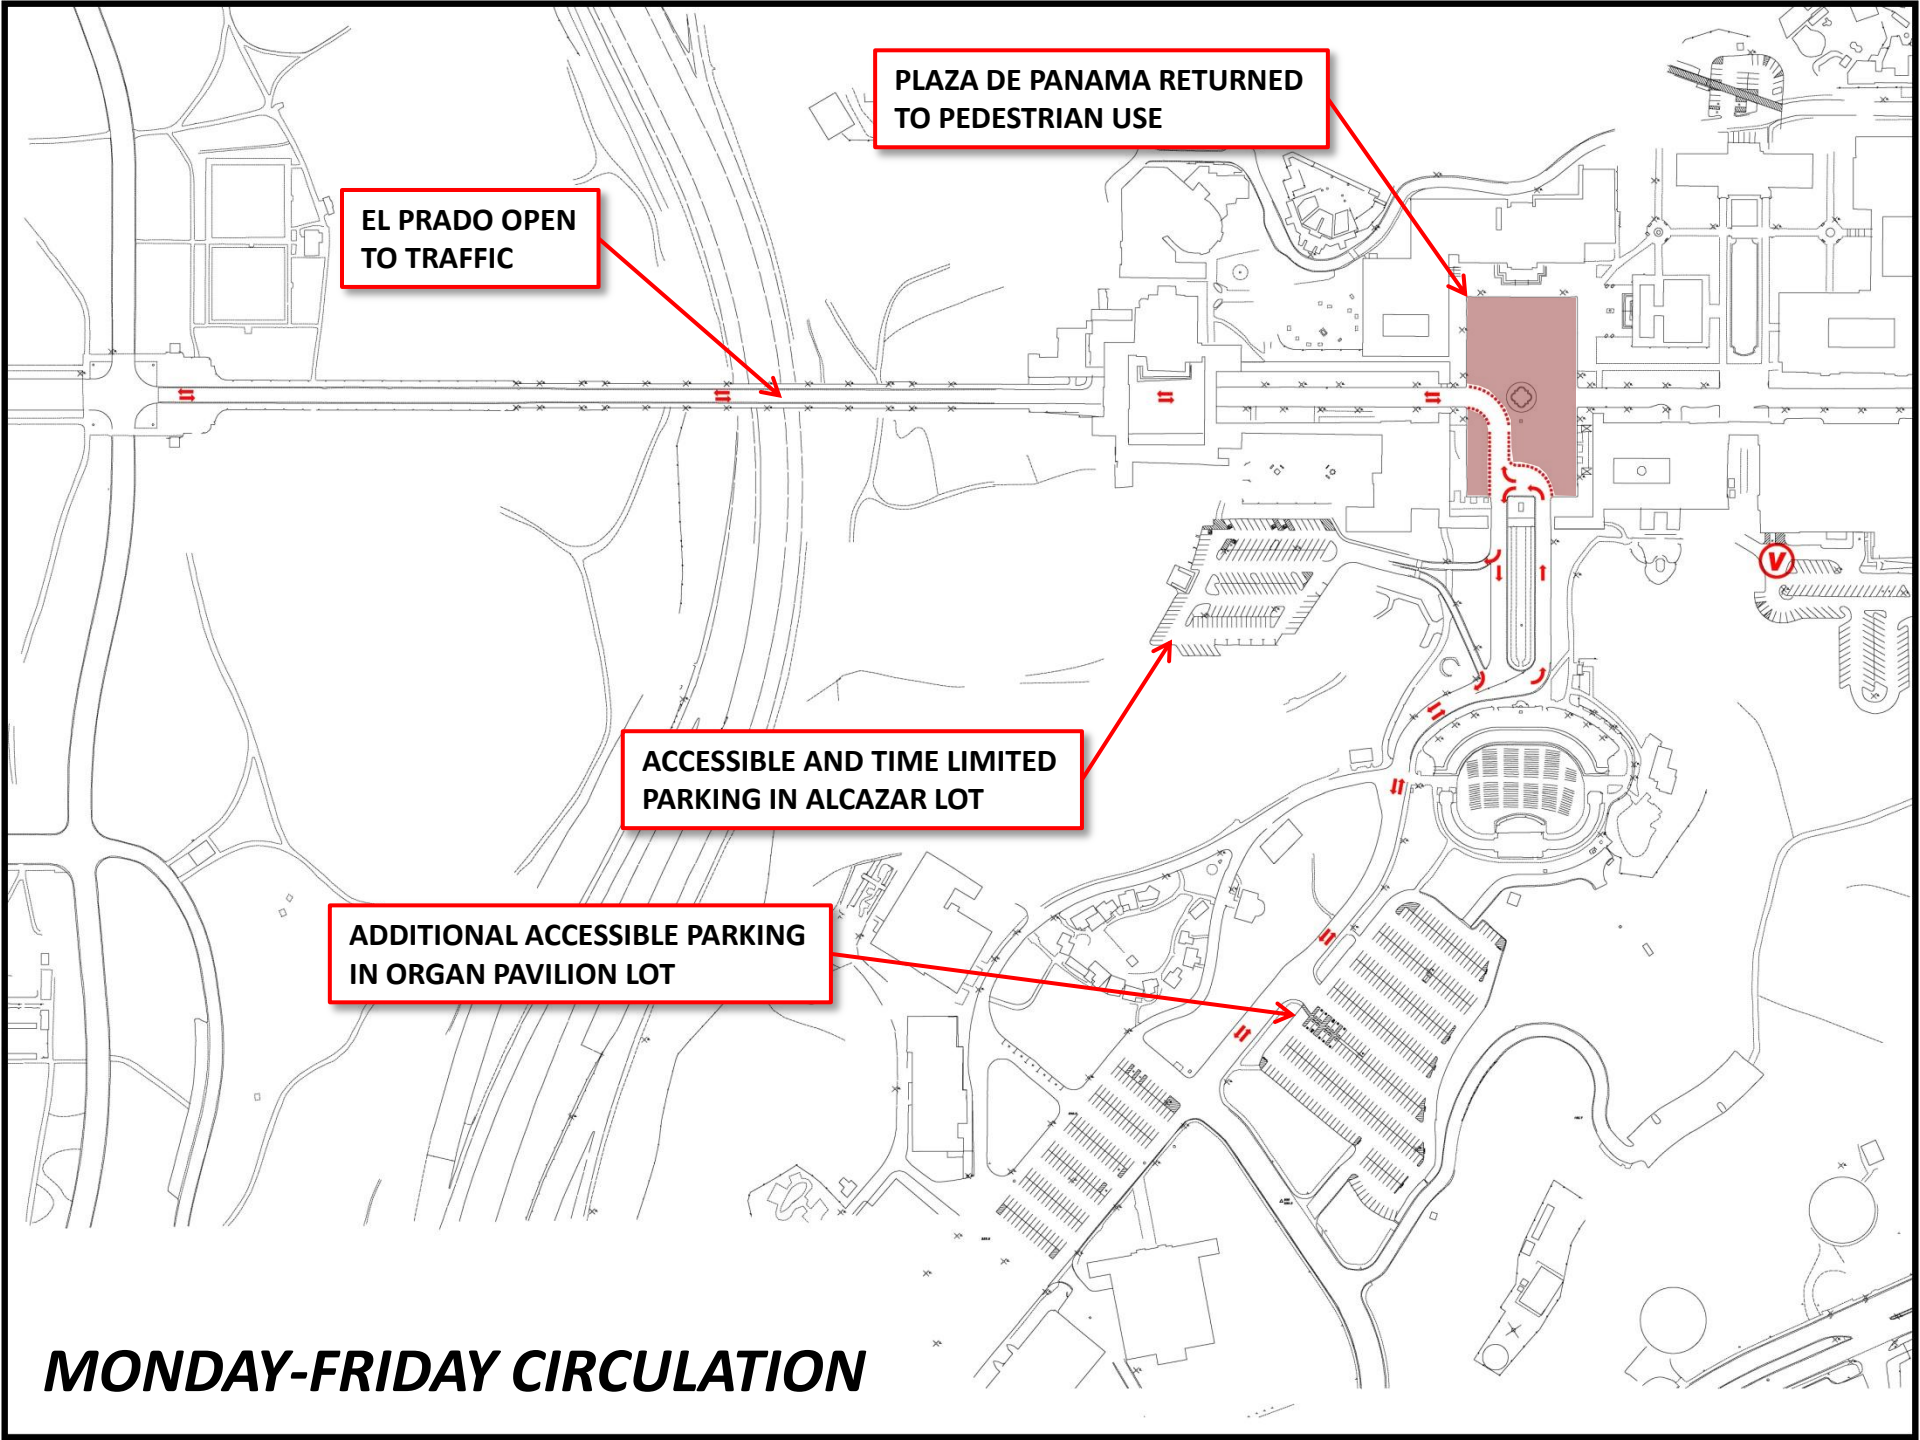 PLAZA DE PANAMA RETURNED
TO PEDESTRIAN USE
EL PRADO OPEN
TO TRAFFIC
V
ACCESSIBLE AND TIME LIMITED
PARKING IN ALCAZAR LOT
ADDITIONAL ACCESSIBLE PARKING
IN ORGAN PAVILION LOT
MONDAY-FRIDAY CIRCULATION